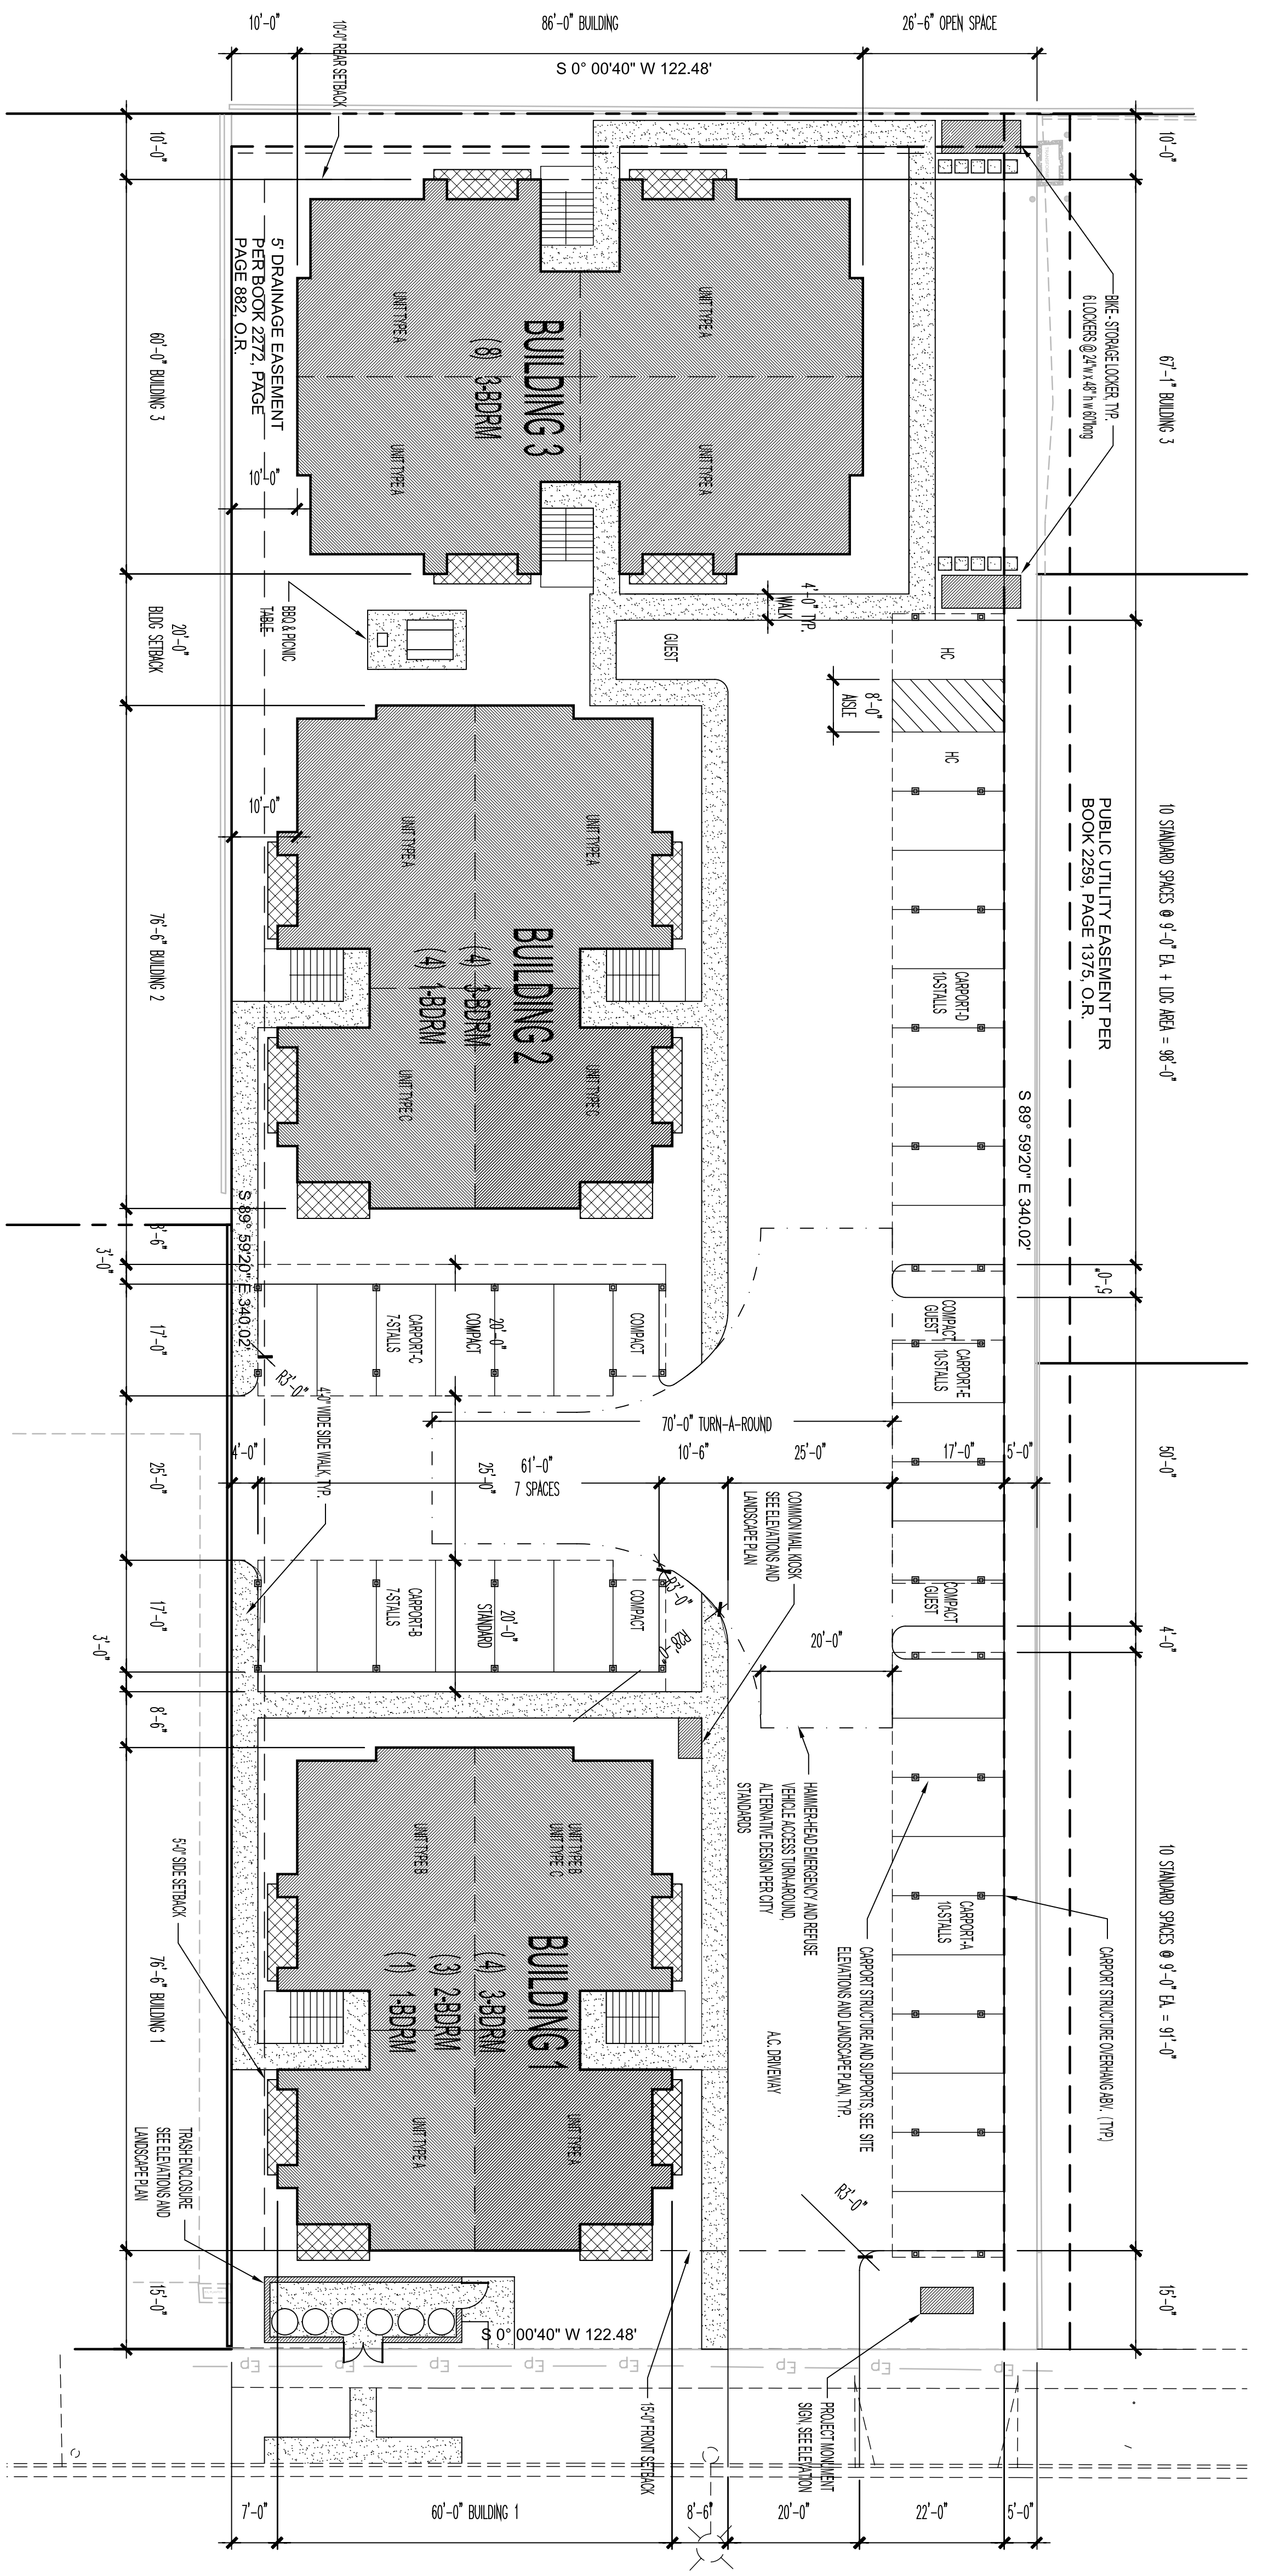 10'-0"
86'-0" BUILDING
26'-6" OPEN SPACE
S 0° 00'40" W 122.48'
10'-0" REAR SETBACK
10'-0"
60'-0" BUILDING 3
20'-0"
BLDG SETBACK
76'-6" BUILDING 2
8'-6"
3'-0"
17'-0"
25'-0"
17'-0"
3'-0"
8'-6"
76'-6" BUILDING 1
15'-0"
10'-0"
67'-1" BUILDING 3
10 STANDARD SPACES @ 9'-0" EA. + LDG AREA = 98'-0"
5'-0"
50'-0"
4'-0"
10 STANDARD SPACES @ 9'-0" EA. = 91'-0"
15'-0"
BIKE-STORAGE LOCKER, TYP.
6 LOCKERS @ 24"w x 48" h w 60"long
5' DRAINAGE EASEMENT
PER BOOK 2272, PAGE
PAGE 882, O.R.
UNIT TYPE A
UNIT TYPE A
UNIT TYPE A
UNIT TYPE A
BUILDING 3
(8) 3-BDRM
10'-0"
BBQ & PICNIC
TABLE
4'-0" TYP.
WALK
GUEST
HC
8'-0"
AISLE
HC
PUBLIC UTILITY EASEMENT PER
BOOK 2259, PAGE 1375, O.R.
S 89° 59'20" E 340.02'
10'-0"
UNIT TYPE A
UNIT TYPE A
BUILDING 2
(4) 3-BDRM
(4) 1-BDRM
UNIT TYPE C
UNIT TYPE C
CARPORT-D
10-STALLS
S 89° 59'20" E 340.02'
R3'-0"
4'-0" WIDE SIDE WALK, TYP.
COMPACT
20'-0"
COMPACT
CARPORT-C
7-STALLS
COMPACT
GUEST
CARPORT-E
10-STALLS
70'-0" TURN-A-ROUND
4'-0"
61'-0"
7 SPACES
25'-0"
10'-6"
25'-0"
17'-0"
5'-0"
COMMON MAIL KIOSK
SEE ELEVATIONS AND
LANDSCAPE PLAN
COMPACT
GUEST
COMPACT
20'-0"
STANDARD
CARPORT-B
7-STALLS
R3'-0"
R28'-0"
20'-0"
HAMMER-HEAD EMERGENCY AND REFUSE
VEHICLE ACCESS TURN-AROUND,
ALTERNATIVE DESIGN PER CITY
STANDARDS
UNIT TYPE B
UNIT TYPE C
UNIT TYPE B
5'-0" SIDE SETBACK
BUILDING 1
(4) 3-BDRM
(3) 2-BDRM
(1) 1-BDRM
UNIT TYPE A
UNIT TYPE A
A.C. DRIVEWAY
CARPORT STRUCTURE AND SUPPORTS, SEE SITE
ELEVATIONS AND LANDSCAPE PLAN, TYP.
CARPORT-A
10-STALLS
CARPORT STRUCTURE OVERHANG ABV. (TYP.)
R3'-0"
TRASH ENCLOSURE
SEE ELEVATIONS AND
LANDSCAPE PLAN
S 0° 00'40" W 122.48'
15'-0" FRONT SETBACK
PROJECT MONUMENT
SIGN, SEE ELEVATION
Ep
Ep
Ep
Ep
Ep
Ep
Ep
Ep
7'-0"
60'-0" BUILDING 1
8'-6"
20'-0"
22'-0"
5'-0"